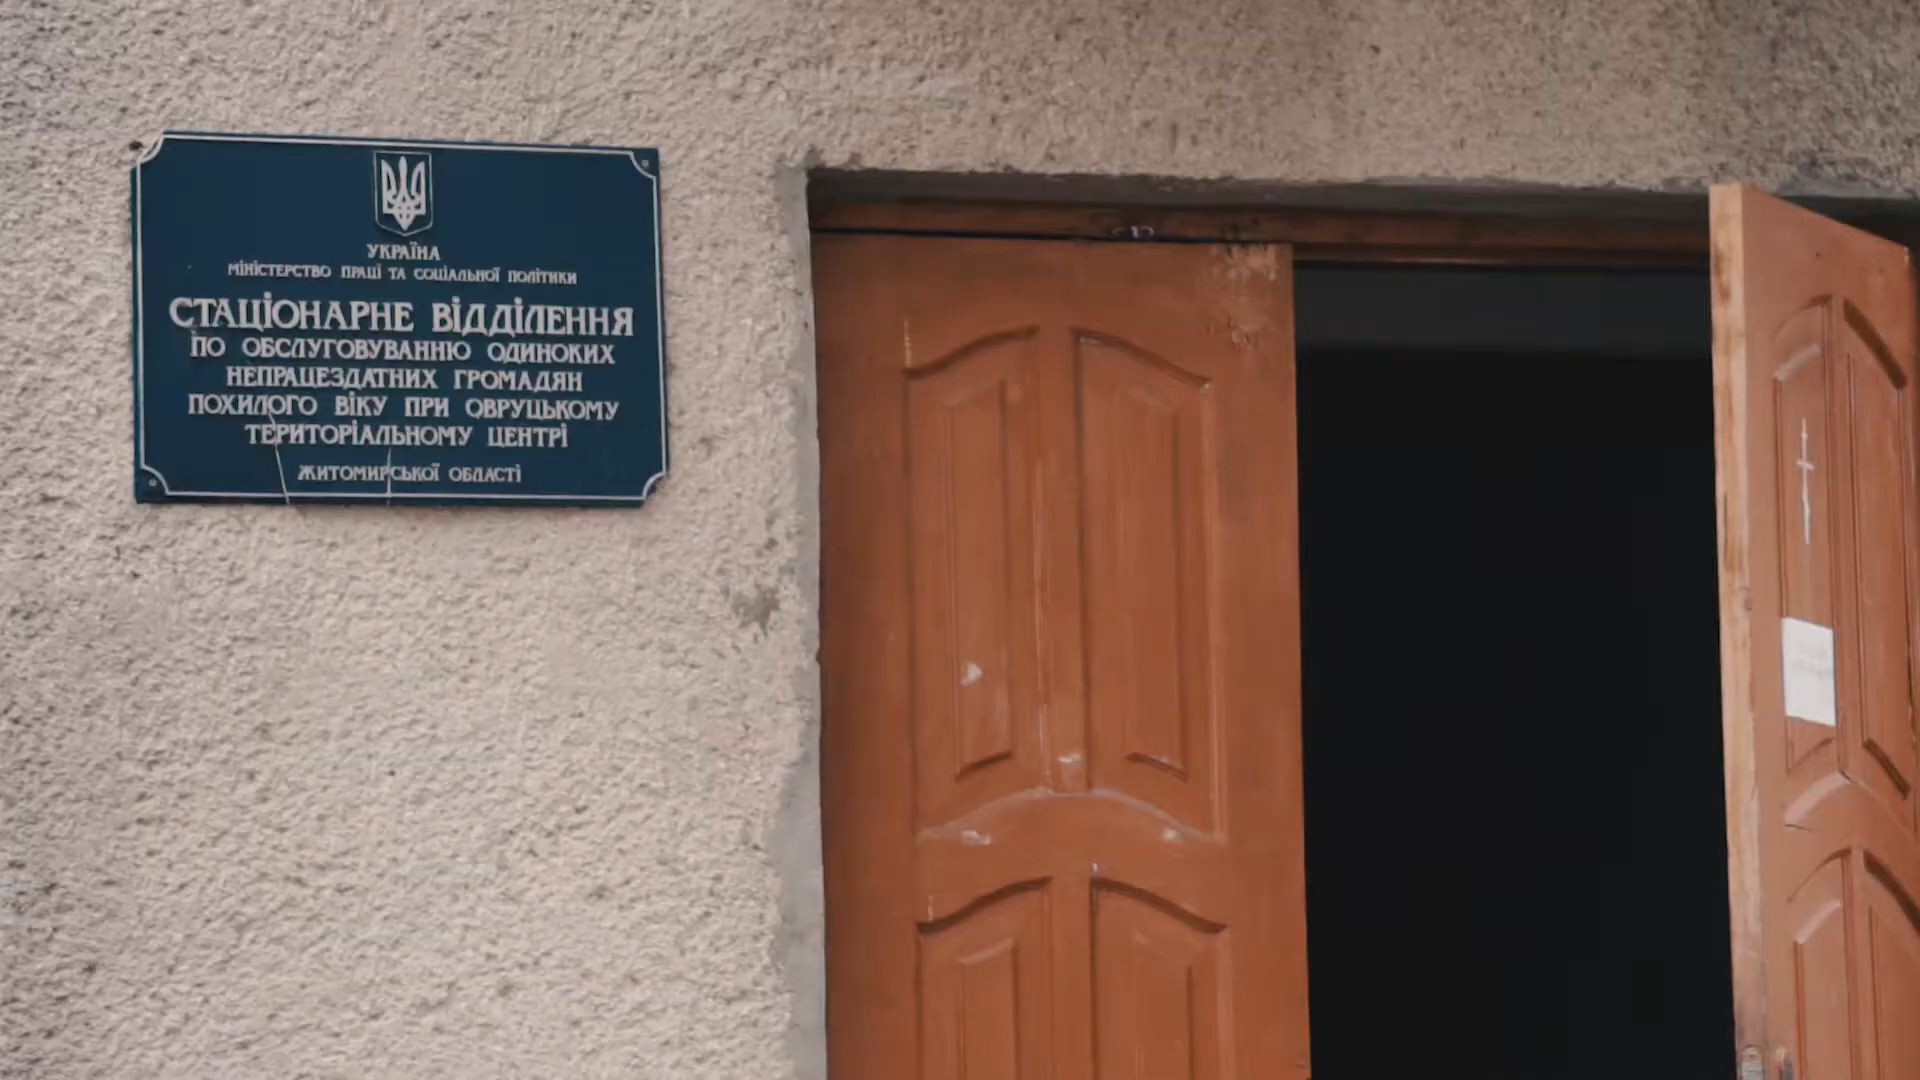 УКРАЇНА
МІНІСТЕРСТВО ПРАЦІ ТА СОЦІАЛЬНОЇ ПОЛІТИКИ
СТАЦІОНАРНЕ ВІДДІЛЕННЯ
ПО ОБСЛУГОВУВАННЮ ОДИНОКИХ
НЕПРАЦЕЗДАТНИХ ГРОМАДЯН
ПОХИЛОГО ВІКУ ПРИ ОВРУЦЬКОМУ
ТЕРИТОРІАЛЬНОМУ ЦЕНТРІ
ЖИТОМИРСЬКОЇ ОБЛАСТІ